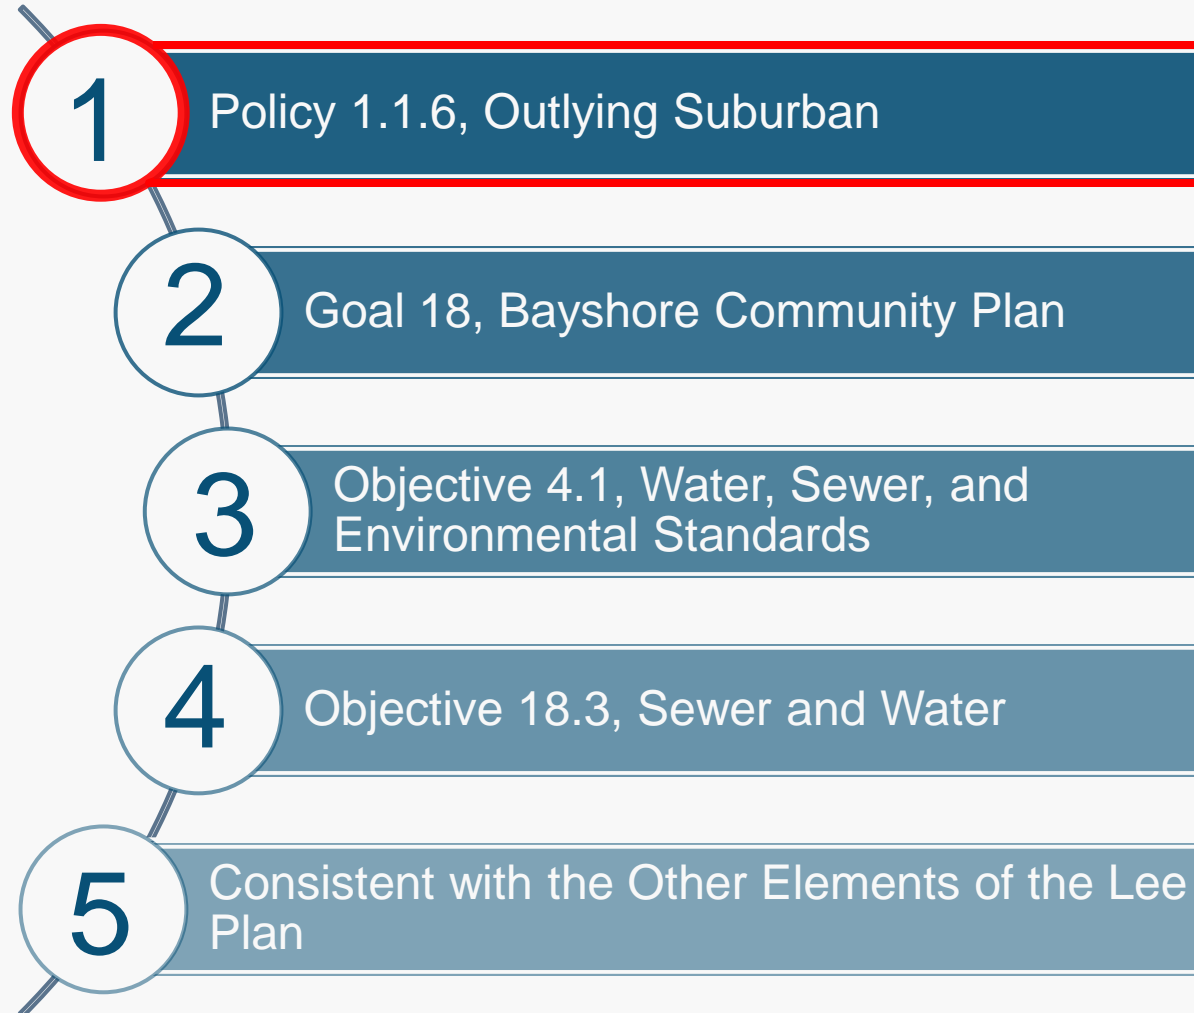 1
Policy 1.1.6, Outlying Suburban
2
Goal 18, Bayshore Community Plan
3
Objective 4.1, Water, Sewer, and
Environmental Standards
4
Objective 18.3, Sewer and Water
5
Consistent with the Other Elements of the Lee
Plan